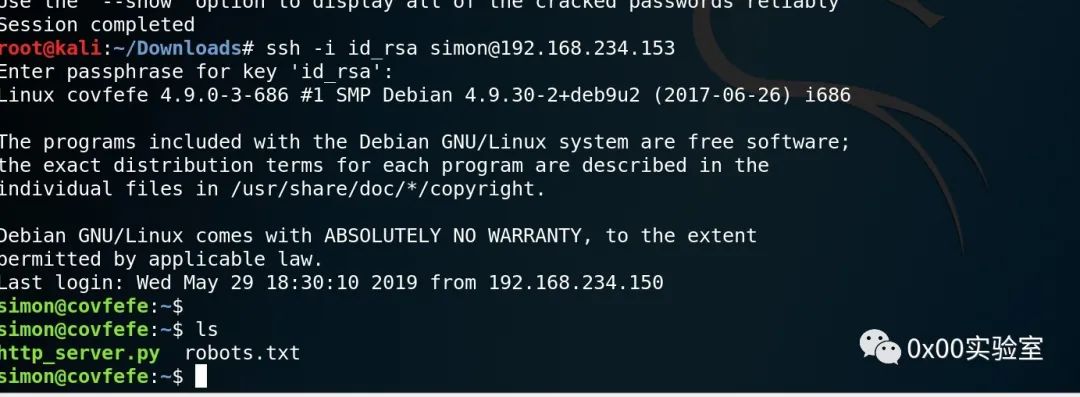 Use the "--show" option to display all of the cracked passwords reliably
Session completed
root@kali:~/Downloads# ssh -i id_rsa simon@192.168.234.153
Enter passphrase for key 'id_rsa':
Linux covfefe 4.9.0-3-686 #1 SMP Debian 4.9.30-2+deb9u2 (2017-06-26) i686
The programs included with the Debian GNU/Linux system are free software;
the exact distribution terms for each program are described in the
individual files in /usr/share/doc/*/copyright.
Debian GNU/Linux comes with ABSOLUTELY NO WARRANTY, to the extent
permitted by applicable law.
Last login: Wed May 29 18:30:10 2019 from 192.168.234.150
simon@covfefe:~$
simon@covfefe:~$ ls
http_server.py robots.txt
simon@covfefe:~$
0x00实验室